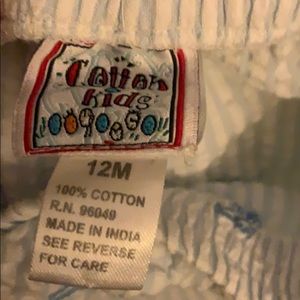 Cotton
kids
12M
100% COTTON
R.N. 96049
MADE IN INDIA
SEE REVERSE
FOR CARE